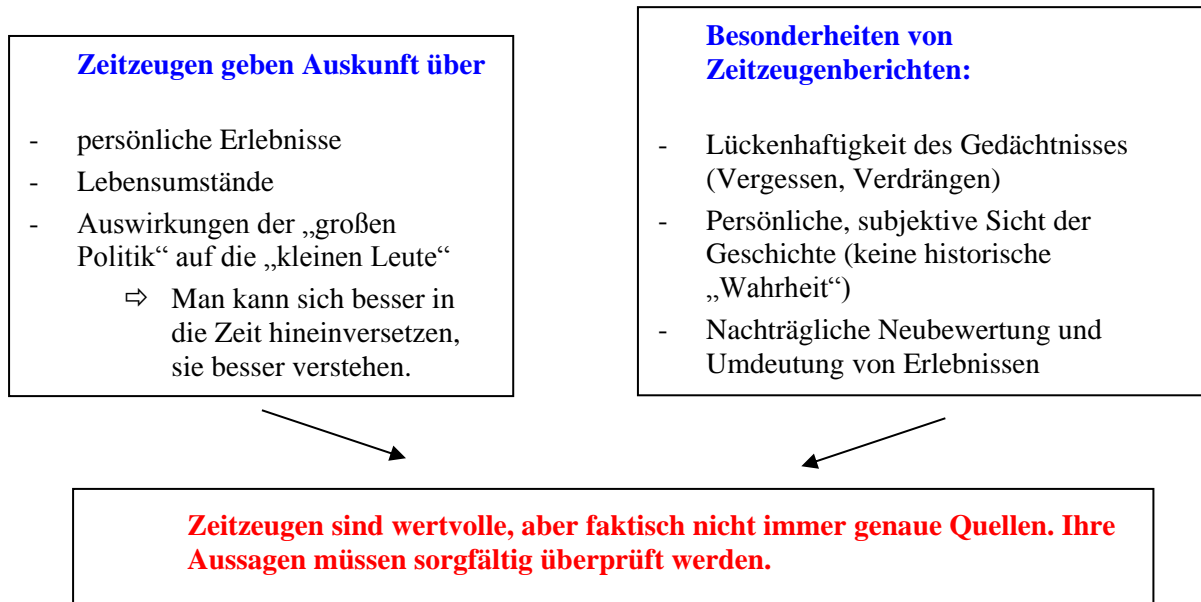 Zeitzeugen geben Auskunft über
- persönliche Erlebnisse
- Lebensumstände
- Auswirkungen der „großen
Politik“ auf die „kleinen Leute“
⇨ Man kann sich besser in
die Zeit hineinversetzen,
sie besser verstehen.
Besonderheiten von
Zeitzeugenberichten:
- Lückenhaftigkeit des Gedächtnisses
(Vergessen, Verdrängen)
- Persönliche, subjektive Sicht der
Geschichte (keine historische
„Wahrheit“)
- Nachträgliche Neubewertung und
Umdeutung von Erlebnissen
Zeitzeugen sind wertvolle, aber faktisch nicht immer genaue Quellen. Ihre
Aussagen müssen sorgfältig überprüft werden.